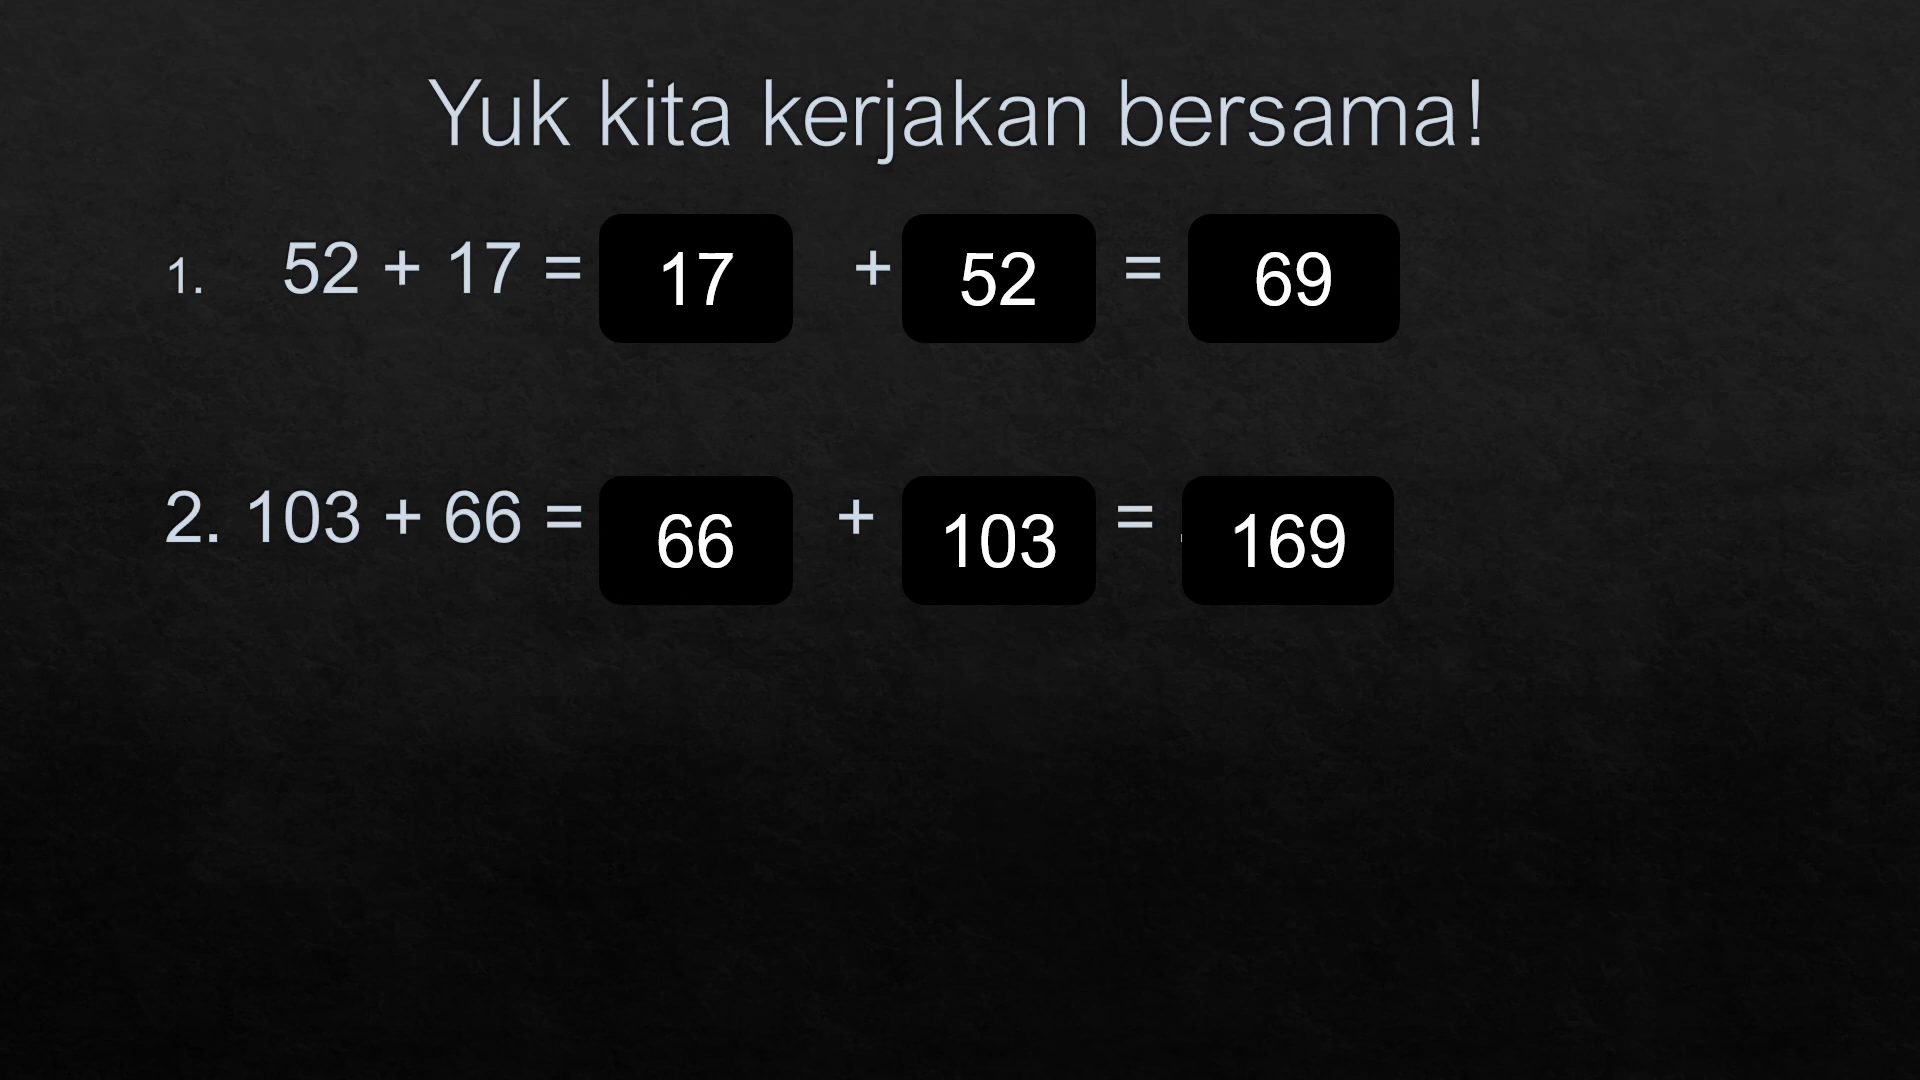 Yuk kita kerjakan bersama!
1. 52 + 17 = 17 + 52 = 69
2. 103 + 66 = 66 + 103 = 169